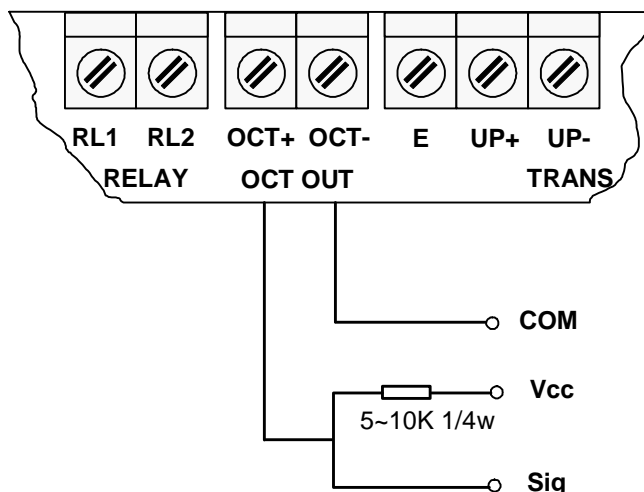 RL1 RL2 OCT+ OCT- E UP+ UP-
RELAY OCT OUT TRANS
COM
Vcc
5~10K 1/4w
Sig